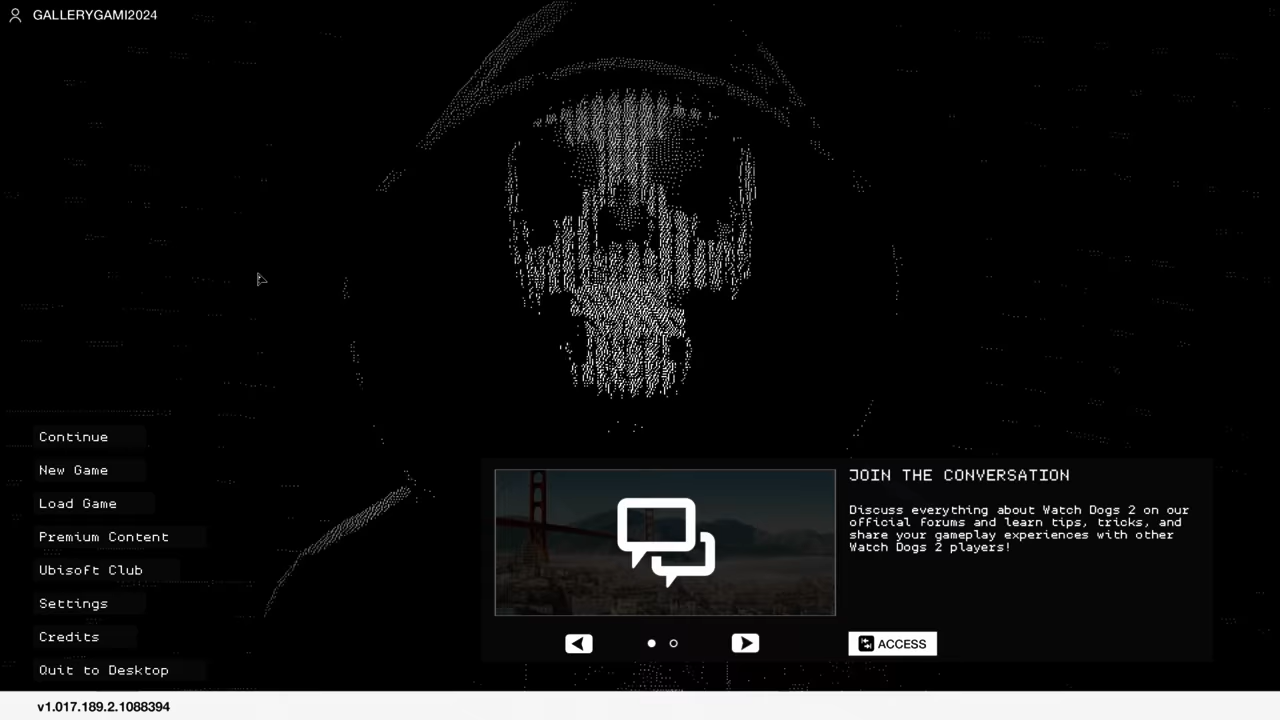 GALLERYGAMI2024
Continue
New Game
Load Game
Premium Content
Ubisoft Club
Settings
Credits
Quit to Desktop
JOIN THE CONVERSATION
Discuss everything about Watch Dogs 2 on our
official forums and learn tips, tricks, and
share your gameplay experiences with other
Watch Dogs 2 players!
ACCESS
v1.017.189.2.1088394